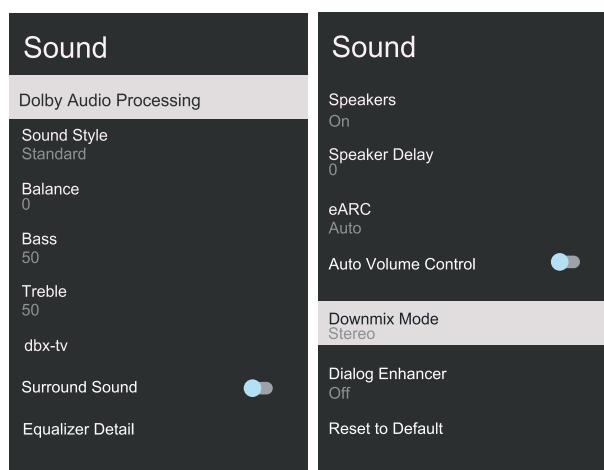 Sound
Dolby Audio Processing
Sound Style
Standard
Balance
0
Bass
50
Treble
50
dbx-tv
Surround Sound
Equalizer Detail
Sound
Speakers
On
Speaker Delay
0
eARC
Auto
Auto Volume Control
Downmix Mode
Stereo
Dialog Enhancer
Off
Reset to Default